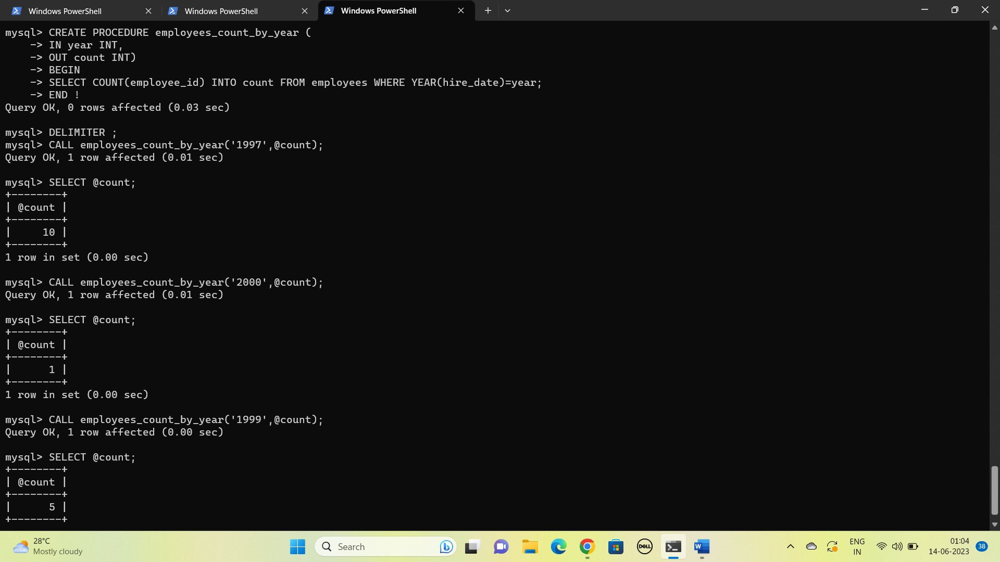 Windows PowerShell
Windows PowerShell
Windows PowerShell
mysql> CREATE PROCEDURE employees_count_by_year (
    -> IN year INT,
    -> OUT count INT)
    -> BEGIN
    -> SELECT COUNT(employee_id) INTO count FROM employees WHERE YEAR(hire_date)=year;
    -> END !
Query OK, 0 rows affected (0.03 sec)

mysql> DELIMITER ;
mysql> CALL employees_count_by_year('1997',@count);
Query OK, 1 row affected (0.01 sec)

mysql> SELECT @count;
+--------+
| @count |
+--------+
|     10 |
+--------+
1 row in set (0.00 sec)

mysql> CALL employees_count_by_year('2000',@count);
Query OK, 1 row affected (0.01 sec)

mysql> SELECT @count;
+--------+
| @count |
+--------+
|      1 |
+--------+
1 row in set (0.00 sec)

mysql> CALL employees_count_by_year('1999',@count);
Query OK, 1 row affected (0.00 sec)

mysql> SELECT @count;
+--------+
| @count |
+--------+
|      5 |
+--------+
28°C
Mostly cloudy
Search
DELL
W
ENG
IN
01:04
14-06-2023
38